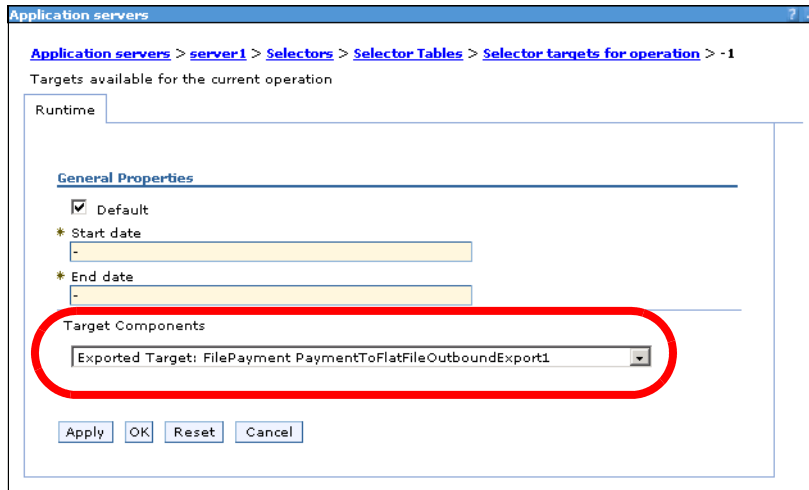 Application servers ?
Application servers > server1 > Selectors > Selector Tables > Selector targets for operation > -1
Targets available for the current operation
Runtime
General Properties
Default
* Start date
-
* End date
-
Target Components
Exported Target: FilePayment PaymentToFlatFileOutboundExport1
Apply OK Reset Cancel